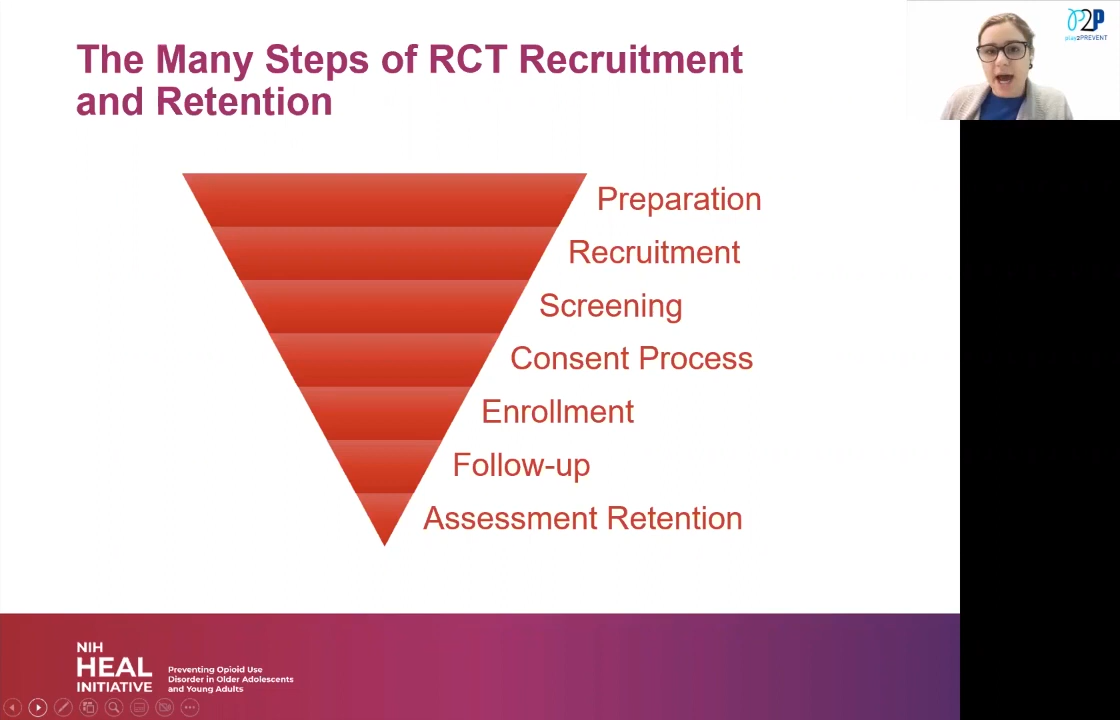 The Many Steps of RCT Recruitment
and Retention
P2P
play2PREVENT
Preparation
Recruitment
Screening
Consent Process
Enrollment
Follow-up
Assessment Retention
NIH
HEAL
INITIATIVE
Preventing Opioid Use
Disorder in Older Adolescents
and Young Adults